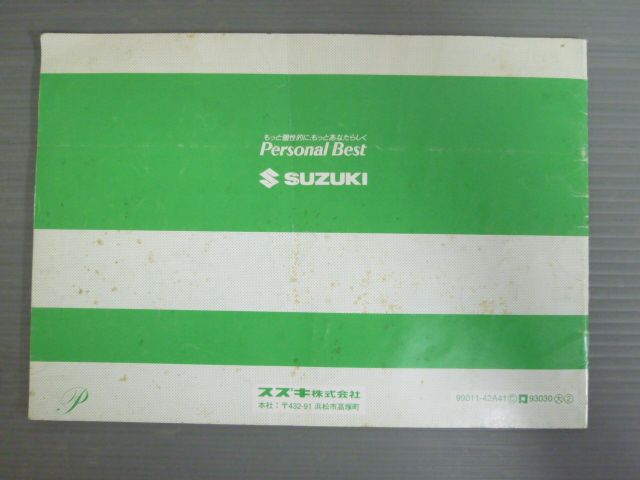 もっと個性的に、もっとあなたらしく
Personal Best
SUZUKI
P
スズキ株式会社
本社：〒432-91 浜松市高塚町
99011-42A41 Ⓒ 93030 大 2